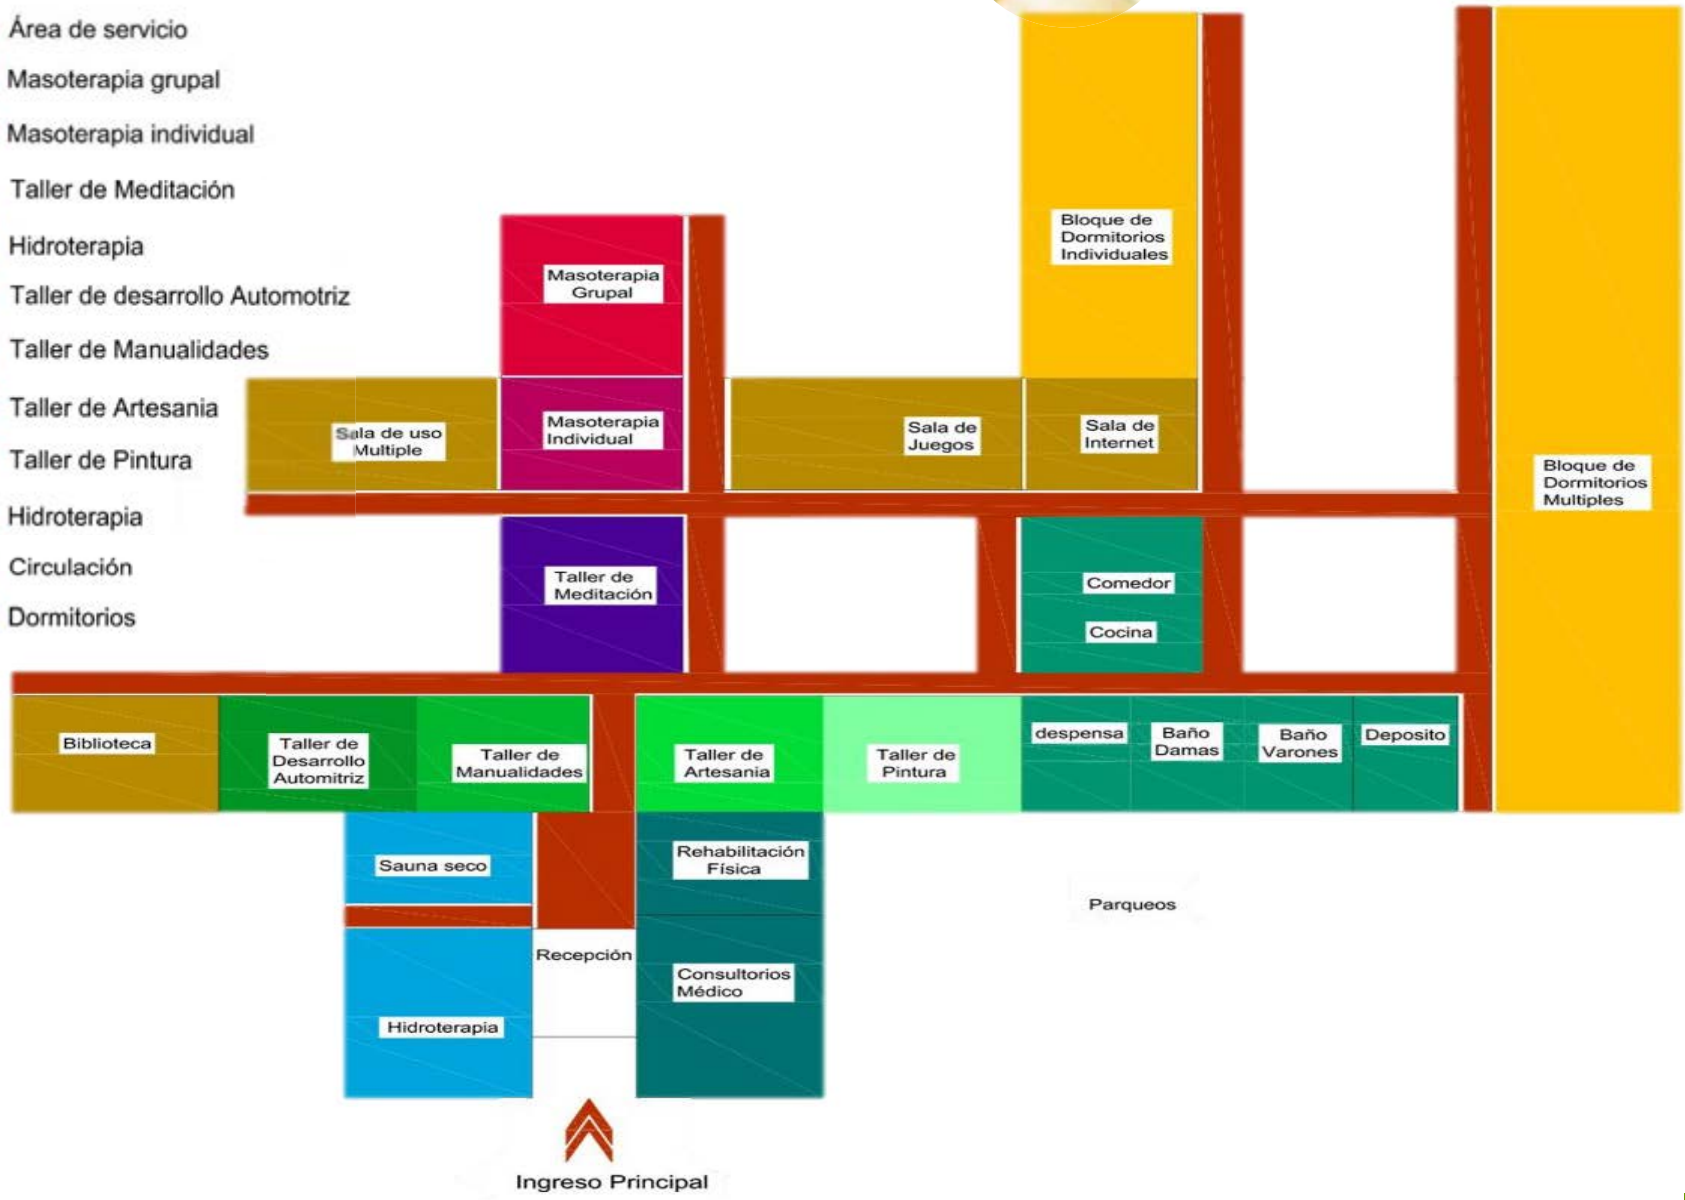 Área de servicio
Masoterapia grupal
Masoterapia individual
Taller de Meditación
Hidroterapia
Taller de desarrollo Automotriz
Taller de Manualidades
Taller de Artesania
Taller de Pintura
Hidroterapia
Circulación
Dormitorios
Bloque de
Dormitorios
Individuales
Masoterapia
Grupal
Sala de uso
Multiple
Masoterapia
Individual
Sala de
Juegos
Sala de
Internet
Bloque de
Dormitorios
Multiples
Taller de
Meditación
Comedor
Cocina
Biblioteca
Taller de
Desarrollo
Automitriz
Taller de
Manualidades
Taller de
Artesania
Taller de
Pintura
despensa
Baño
Damas
Baño
Varones
Deposito
Sauna seco
Rehabilitación
Física
Parqueos
Recepción
Consultorios
Médico
Hidroterapia
Ingreso Principal